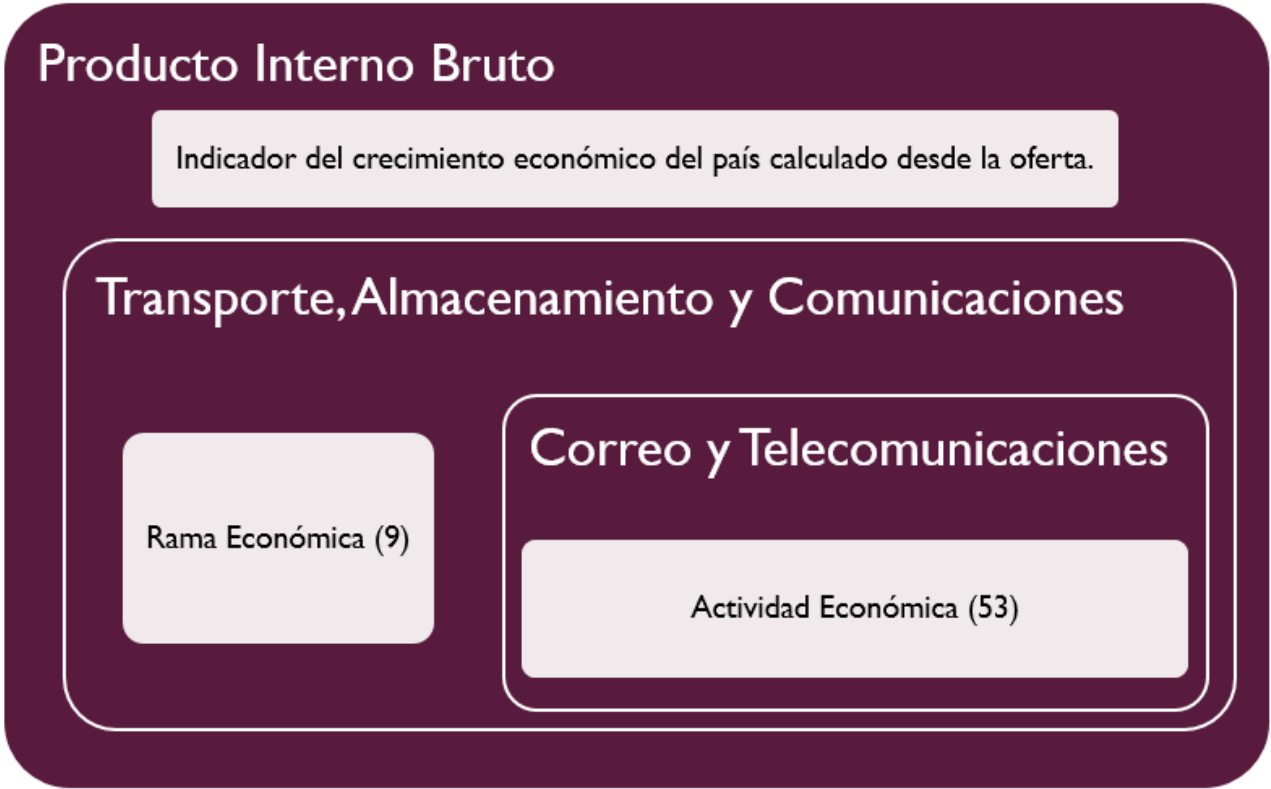 Producto Interno Bruto
Indicador del crecimiento económico del país calculado desde la oferta.
Transporte, Almacenamiento y Comunicaciones
Correo y Telecomunicaciones
Rama Económica (9)
Actividad Económica (53)